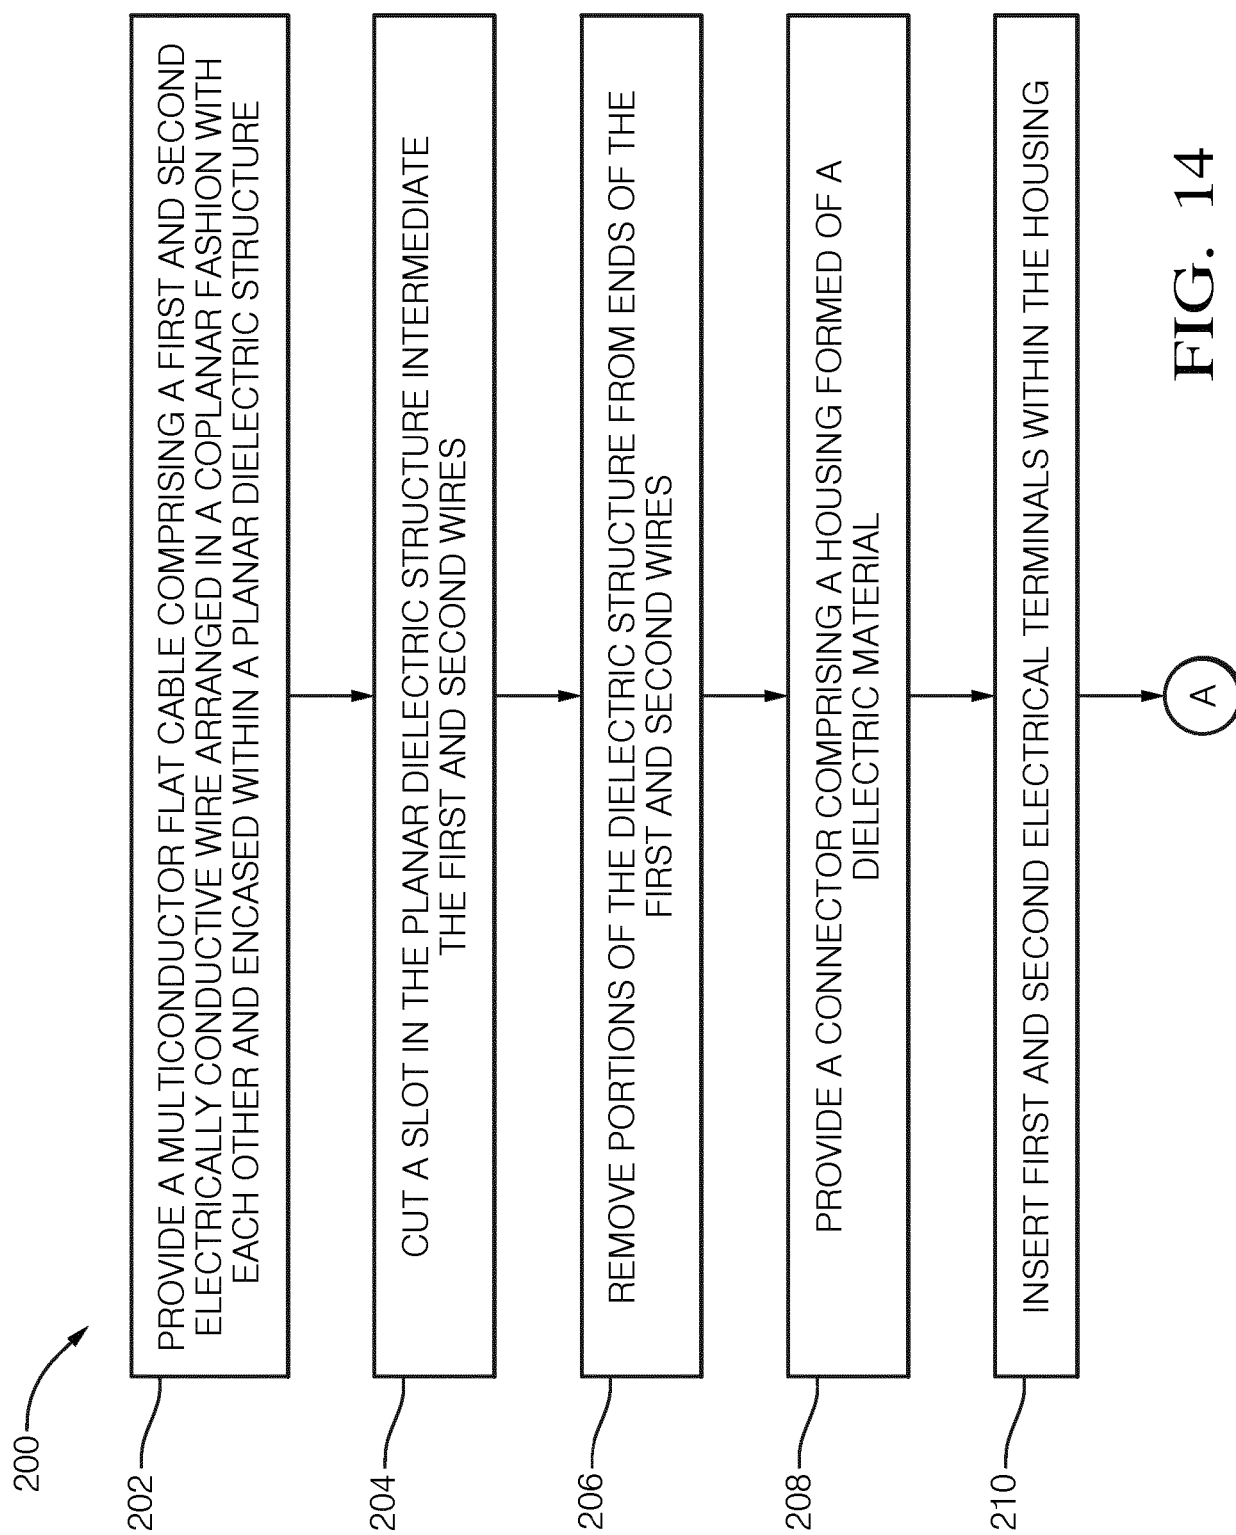 200
202
PROVIDE A MULTICONDUCTOR FLAT CABLE COMPRISING A FIRST AND SECOND
ELECTRICALLY CONDUCTIVE WIRE ARRANGED IN A COPLANAR FASHION WITH
EACH OTHER AND ENCASED WITHIN A PLANAR DIELECTRIC STRUCTURE
204
CUT A SLOT IN THE PLANAR DIELECTRIC STRUCTURE INTERMEDIATE
THE FIRST AND SECOND WIRES
206
REMOVE PORTIONS OF THE DIELECTRIC STRUCTURE FROM ENDS OF THE
FIRST AND SECOND WIRES
208
PROVIDE A CONNECTOR COMPRISING A HOUSING FORMED OF A
DIELECTRIC MATERIAL
210
INSERT FIRST AND SECOND ELECTRICAL TERMINALS WITHIN THE HOUSING
A
FIG. 14